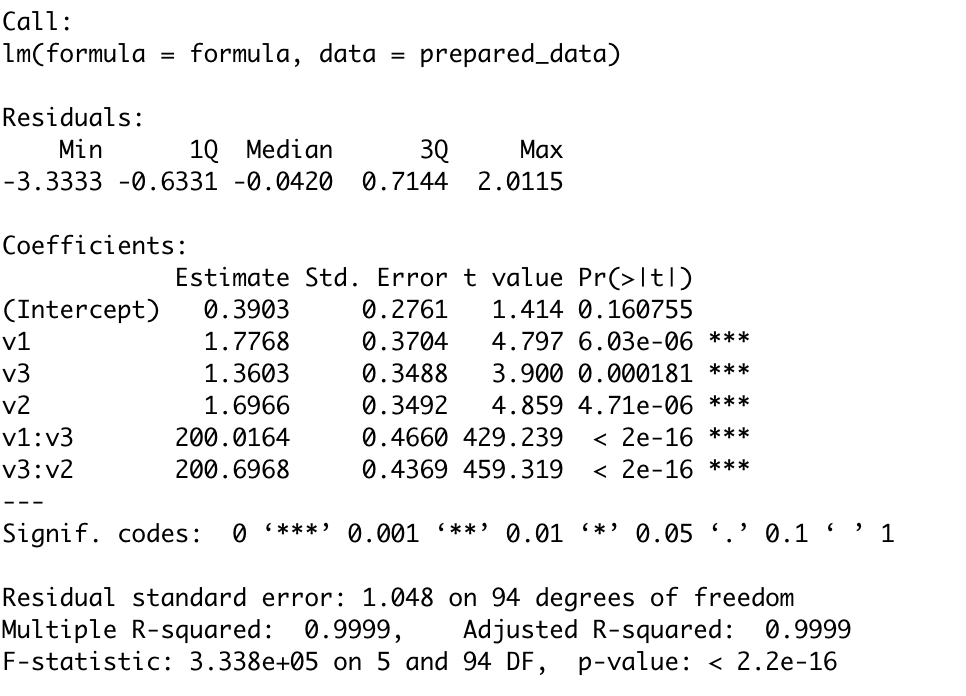 Call:
lm(formula = formula, data = prepared_data)
Residuals:
    Min      1Q  Median      3Q     Max
-3.3333 -0.6331 -0.0420  0.7144  2.0115
Coefficients:
            Estimate Std. Error t value Pr(>|t|)
(Intercept)   0.3903     0.2761   1.414 0.160755
v1            1.7768     0.3704   4.797 6.03e-06 ***
v3            1.3603     0.3488   3.900 0.000181 ***
v2            1.6966     0.3492   4.859 4.71e-06 ***
v1:v3       200.0164     0.4660 429.239  < 2e-16 ***
v3:v2       200.6968     0.4369 459.319  < 2e-16 ***
---
Signif. codes:  0 ‘***’ 0.001 ‘**’ 0.01 ‘*’ 0.05 ‘.’ 0.1 ‘ ’ 1
Residual standard error: 1.048 on 94 degrees of freedom
Multiple R-squared:  0.9999,    Adjusted R-squared:  0.9999
F-statistic: 3.338e+05 on 5 and 94 DF,  p-value: < 2.2e-16